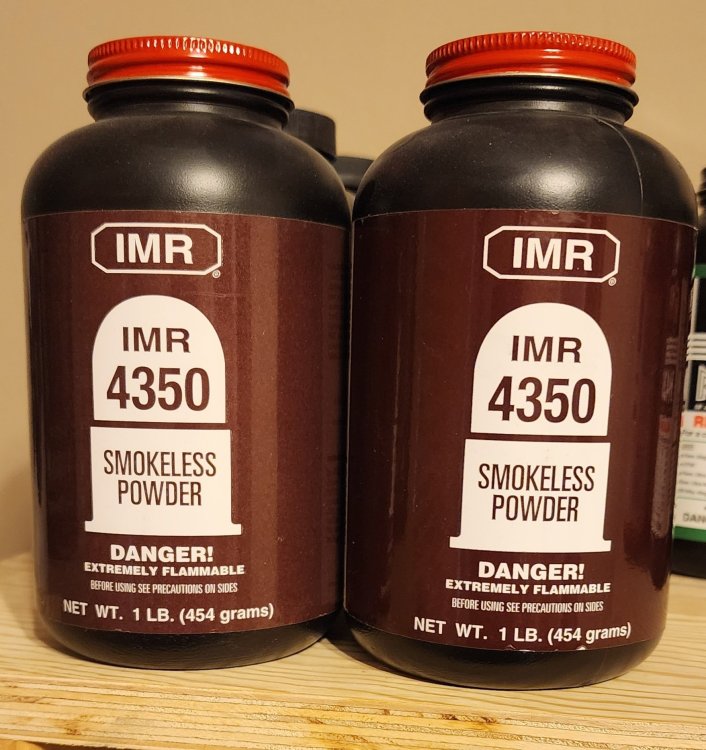 IMR
®
IMR
4350
SMOKELESS
POWDER
DANGER!
EXTREMELY FLAMMABLE
BEFORE USING SEE PRECAUTIONS ON SIDES
NET WT. 1 LB. (454 grams)
IMR
®
IMR
4350
SMOKELESS
POWDER
DANGER!
EXTREMELY FLAMMABLE
BEFORE USING SEE PRECAUTIONS ON SIDES
NET WT. 1 LB. (454 grams)